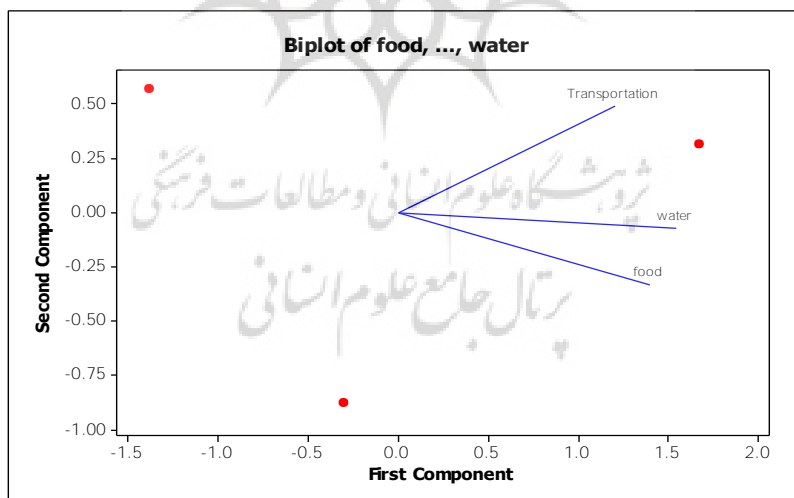 Biplot of food, ..., water
Second Component
0.50
0.25
0.00
-0.25
-0.50
-0.75
-1.00
Transportation
water
food
پژوهشگاه علوم انسانی و مطالعات فرهنگی
پرتال جامع علوم انسانی
-1.5 -1.0 -0.5 0.0 0.5 1.0 1.5 2.0
First Component